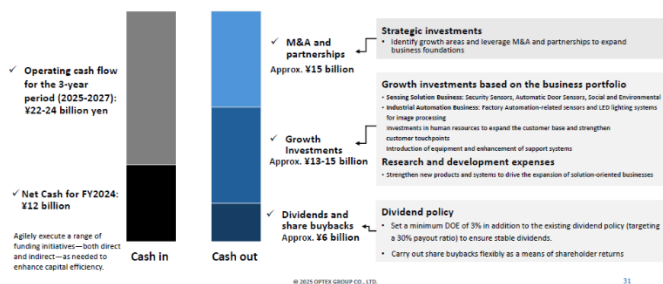 ✓ Operating cash flow
for the 3-year
period (2025-2027):
¥22-24 billion yen
✓ Net Cash for FY2024:
¥12 billion
Agilely execute a range of
funding initiatives—both direct
and indirect—as needed to
enhance capital efficiency.
Cash in
Cash out
✓ M&A and
partnerships
Approx. ¥15 billion
✓ Growth
Investments
Approx. ¥13-15 billion
✓ Dividends and
share buybacks
Approx. ¥6 billion
Strategic investments
• Identify growth areas and leverage M&A and partnerships to expand
business foundations
Growth investments based on the business portfolio
• Sensing Solution Business: Security Sensors, Automatic Door Sensors, Social and Environmental
• Industrial Automation Business: Factory Automation-related sensors and LED lighting systems
for image processing
Investments in human resources to expand the customer base and strengthen
customer touchpoints
Introduction of equipment and enhancement of support systems
Research and development expenses
• Strengthen new products and systems to drive the expansion of solution-oriented businesses
Dividend policy
• Set a minimum DOE of 3% in addition to the existing dividend policy (targeting
a 30% payout ratio) to ensure stable dividends.
• Carry out share buybacks flexibly as a means of shareholder returns
© 2025 OPTEX GROUP CO., LTD.
31